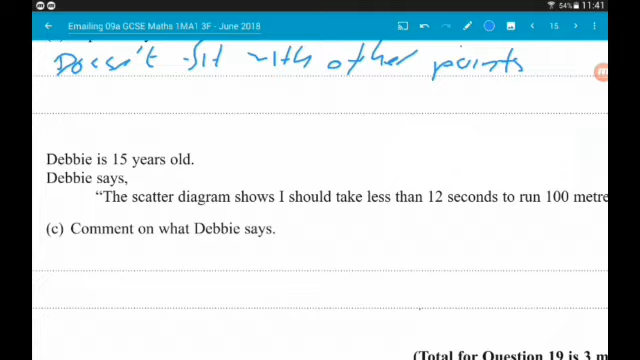 54% 11:41
Emailing 09a GCSE Maths 1MA1 3F - June 2018
15
Doesn't fit with other points
Debbie is 15 years old.
Debbie says,
"The scatter diagram shows I should take less than 12 seconds to run 100 metre
(c) Comment on what Debbie says.
(Total for Question 19 is 3 m